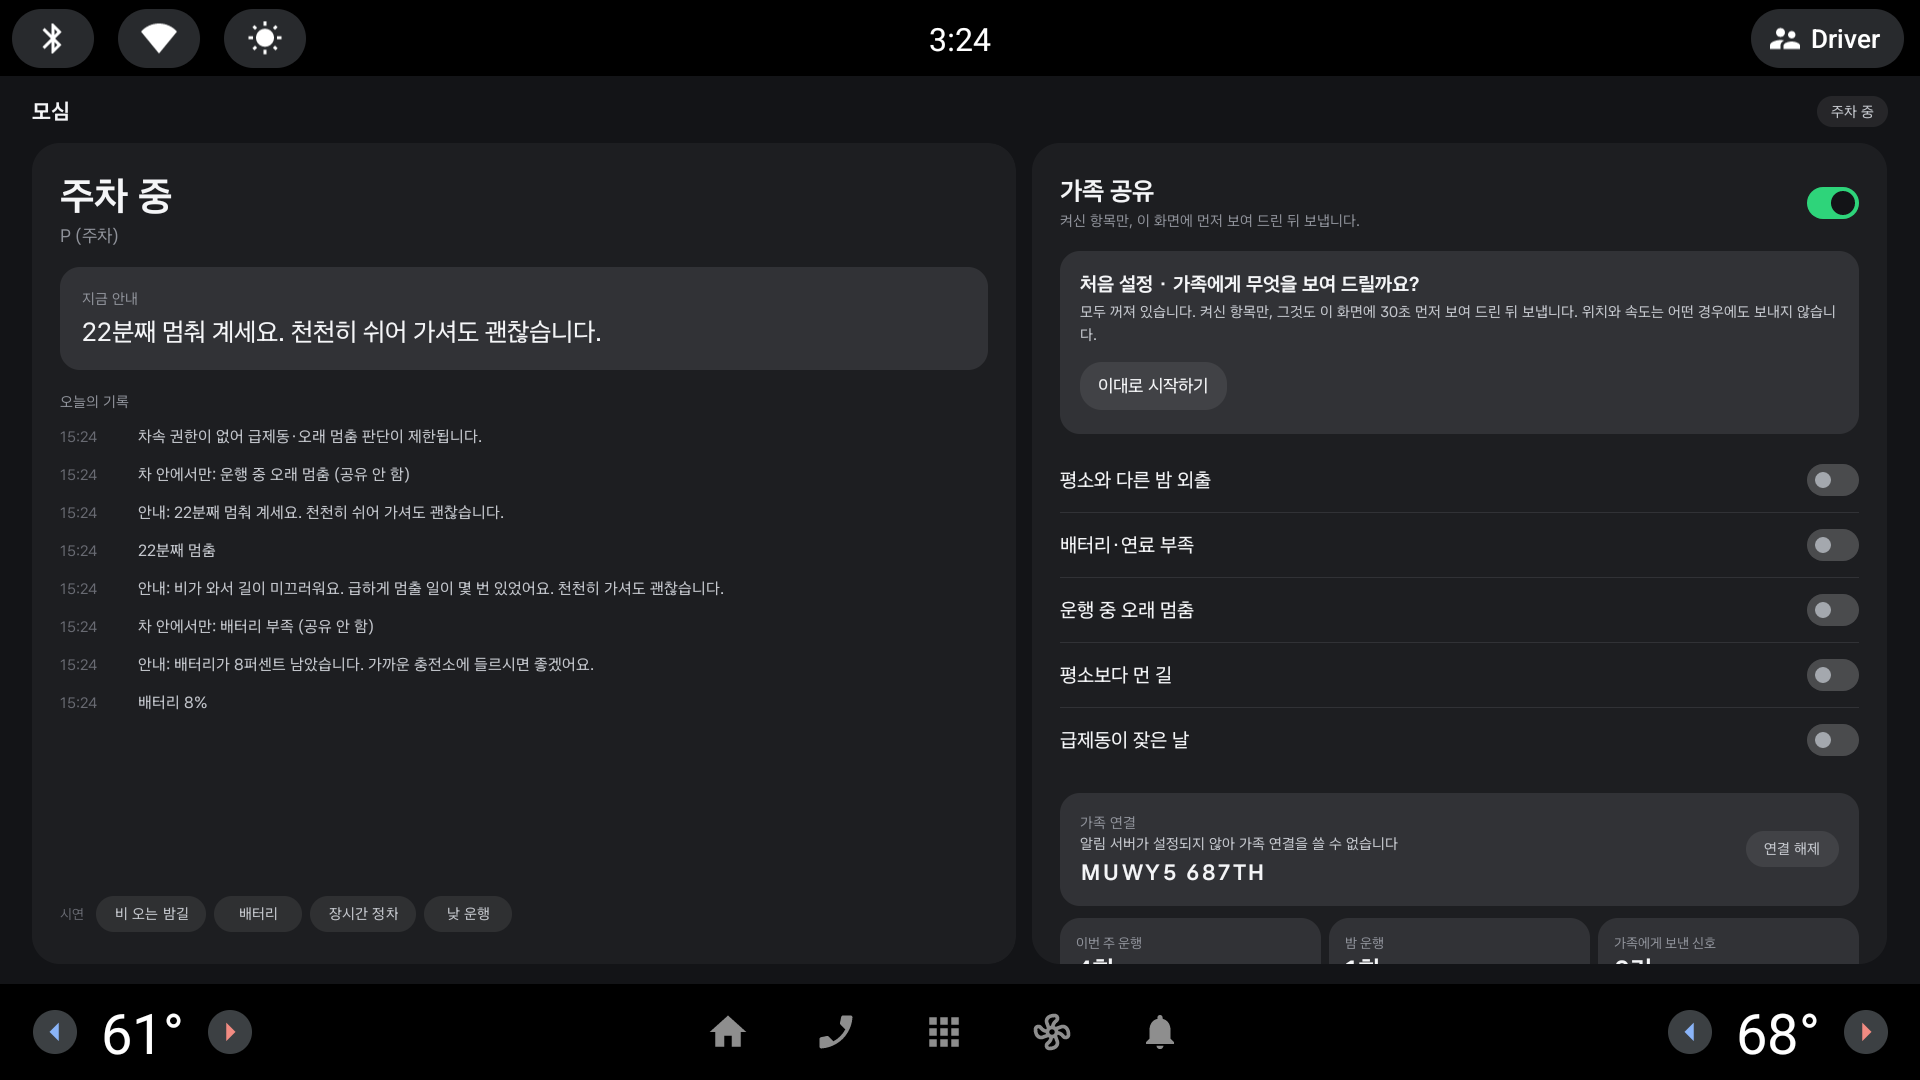 3:24
Driver
모심
주차 중
주차 중
P (주차)
지금 안내
22분째 멈춰 계세요. 천천히 쉬어 가셔도 괜찮습니다.
오늘의 기록
15:24 차속 권한이 없어 급제동·오래 멈춤 판단이 제한됩니다.
15:24 차 안에서만: 운행 중 오래 멈춤 (공유 안 함)
15:24 안내: 22분째 멈춰 계세요. 천천히 쉬어 가셔도 괜찮습니다.
15:24 22분째 멈춤
15:24 안내: 비가 와서 길이 미끄러워요. 급하게 멈출 일이 몇 번 있었어요. 천천히 가셔도 괜찮습니다.
15:24 차 안에서만: 배터리 부족 (공유 안 함)
15:24 안내: 배터리가 8퍼센트 남았습니다. 가까운 충전소에 들르시면 좋겠어요.
15:24 배터리 8%
시연 비 오는 밤길 배터리 장시간 정차 낮 운행
가족 공유
켜신 항목만, 이 화면에 먼저 보여 드린 뒤 보냅니다.
처음 설정 · 가족에게 무엇을 보여 드릴까요?
모두 꺼져 있습니다. 켜신 항목만, 그것도 이 화면에 30초 먼저 보여 드린 뒤 보냅니다. 위치와 속도는 어떤 경우에도 보내지 않습니
다.
이대로 시작하기
평소와 다른 밤 외출
배터리·연료 부족
운행 중 오래 멈춤
평소보다 먼 길
급제동이 잦은 날
가족 연결
알림 서버가 설정되지 않아 가족 연결을 쓸 수 없습니다
MUWY5 687TH
연결 해제
이번 주 운행 밤 운행 가족에게 보낸 신호
61° 68°